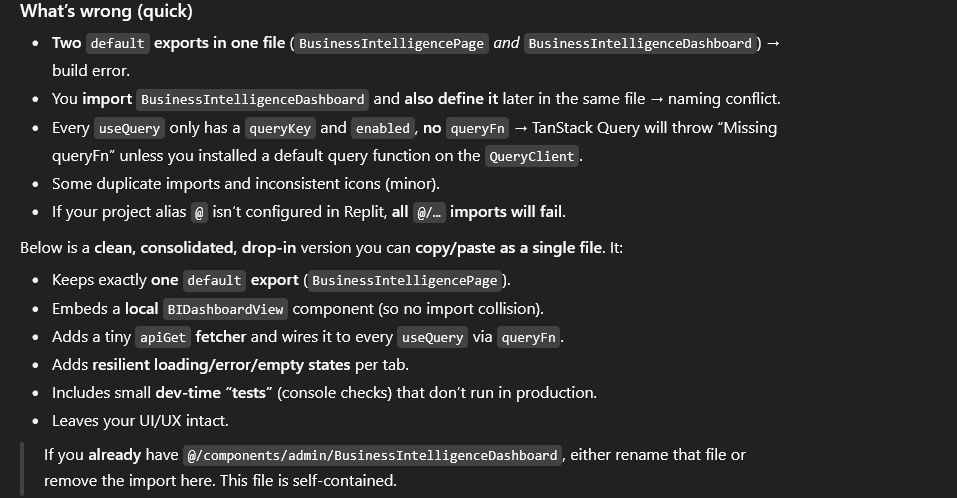 What's wrong (quick)
• Two default exports in one file (BusinessIntelligencePage and BusinessIntelligenceDashboard) →
build error.
• You import BusinessIntelligenceDashboard and also define it later in the same file → naming conflict.
• Every useQuery only has a queryKey and enabled, no queryFn → TanStack Query will throw “Missing
queryFn” unless you installed a default query function on the QueryClient.
• Some duplicate imports and inconsistent icons (minor).
• If your project alias @ isn't configured in Replit, all @/… imports will fail.
Below is a clean, consolidated, drop-in version you can copy/paste as a single file. It:
• Keeps exactly one default export (BusinessIntelligencePage).
• Embeds a local BIDashboardView component (so no import collision).
• Adds a tiny apiGet fetcher and wires it to every useQuery via queryFn.
• Adds resilient loading/error/empty states per tab.
• Includes small dev-time “tests” (console checks) that don't run in production.
• Leaves your UI/UX intact.
If you already have @/components/admin/BusinessIntelligenceDashboard, either rename that file or
remove the import here. This file is self-contained.